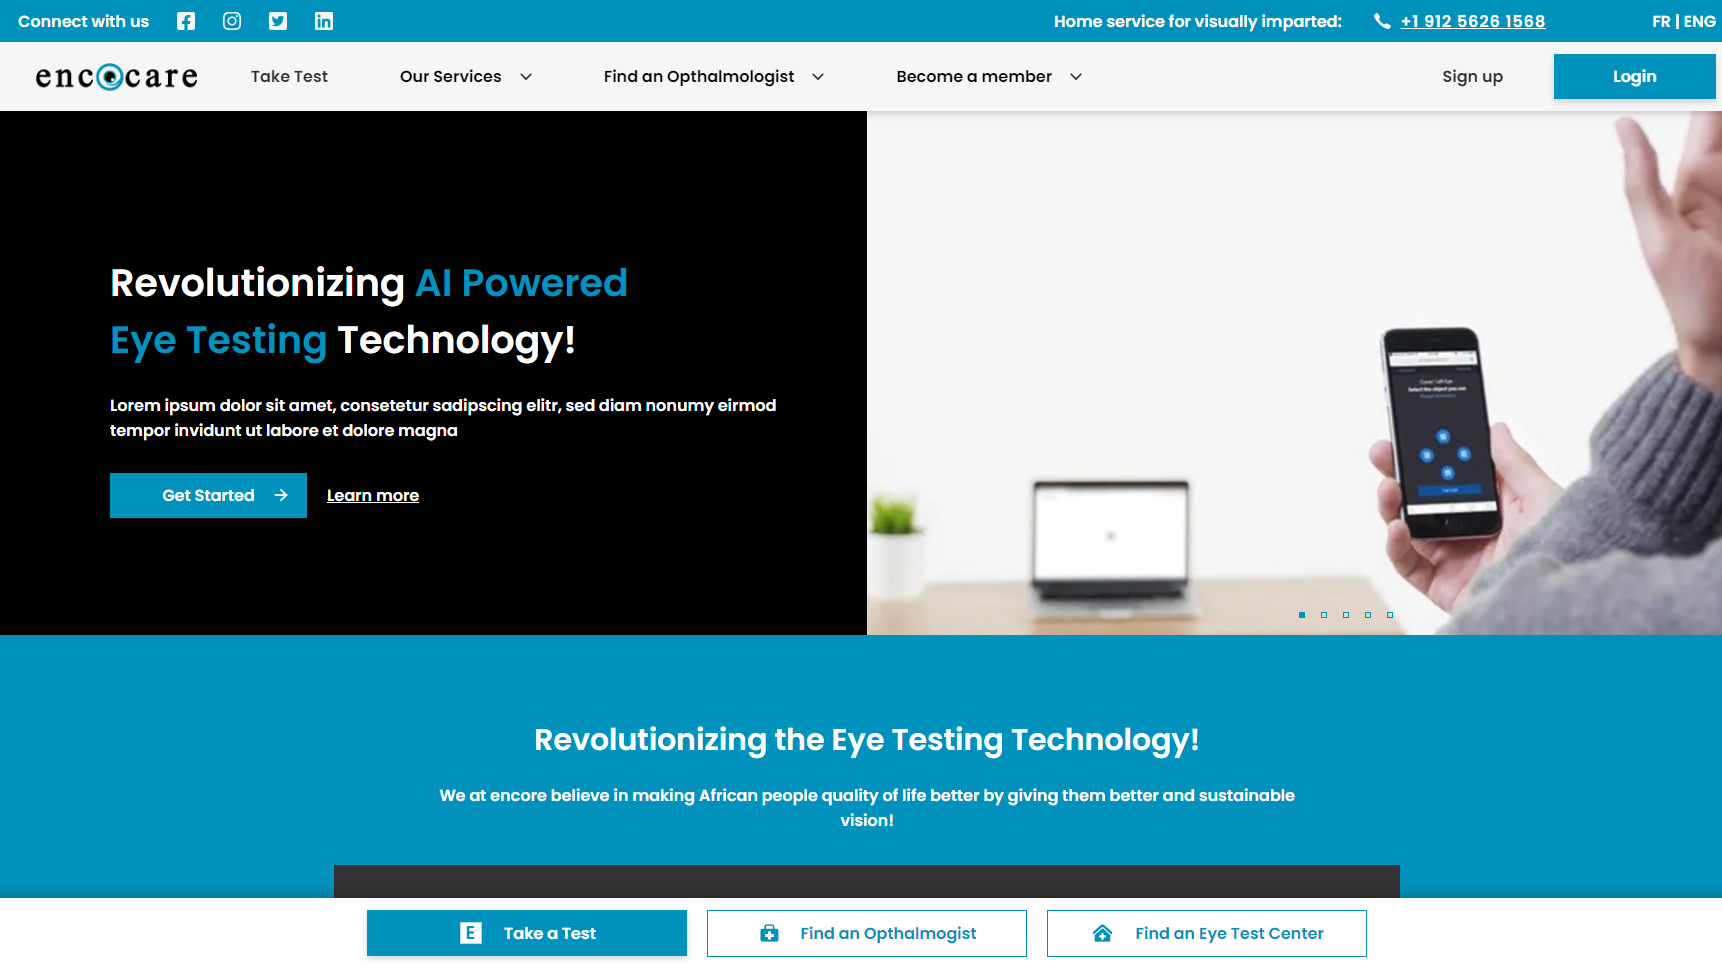 Connect with us
Home service for visually imparted: +1 912 5626 1568
FR | ENG
encocare
Take Test
Our Services
Find an Opthalmologist
Become a member
Sign up
Login
Revolutionizing AI Powered
Eye Testing Technology!
Lorem ipsum dolor sit amet, consetetur sadipscing elitr, sed diam nonumy eirmod
tempor invidunt ut labore et dolore magna
Get Started
Learn more
Revolutionizing the Eye Testing Technology!
We at encore believe in making African people quality of life better by giving them better and sustainable
vision!
E Take a Test
Find an Opthalmogist
Find an Eye Test Center